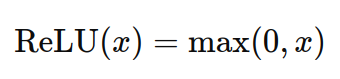 ReLU(x) = max(0, x)